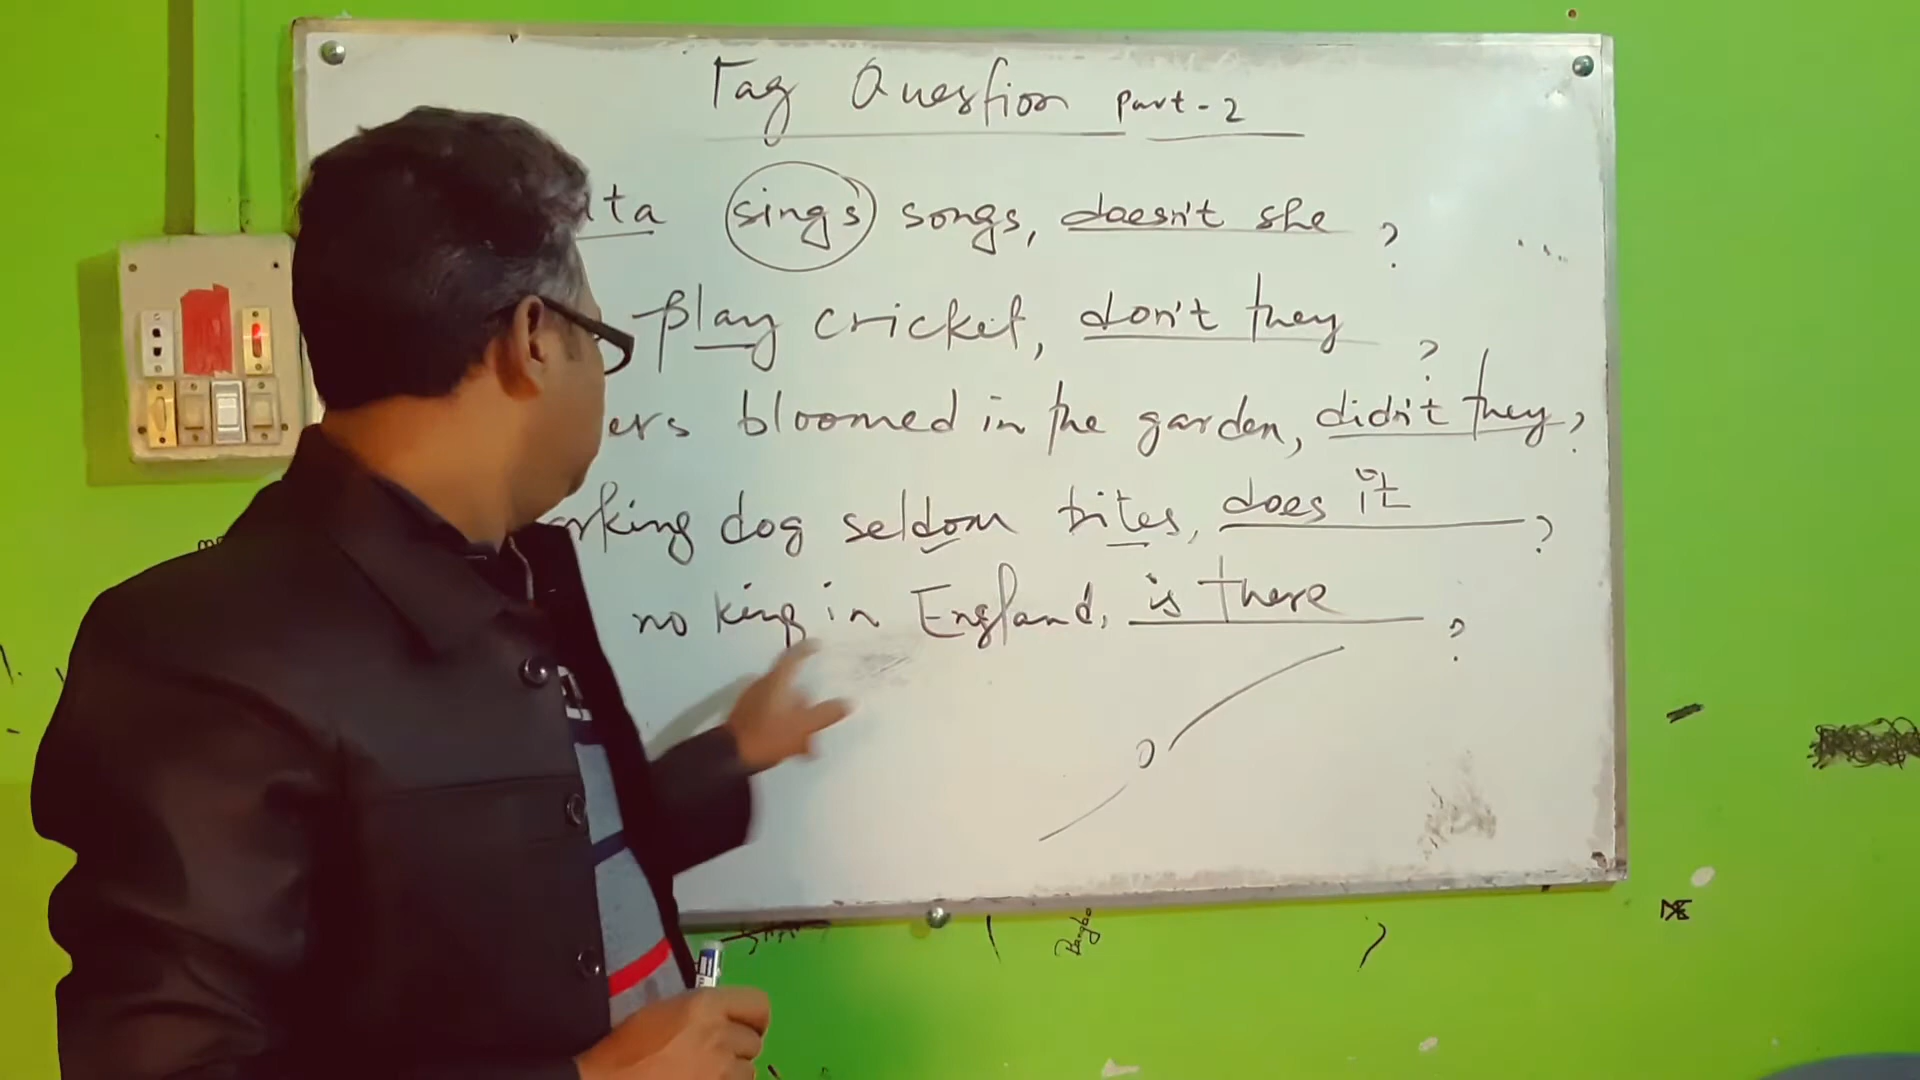 Tag Question Part-2
ata sings songs, doesn't she ?
play cricket, don't they ?
ers bloomed in the garden, didn't they?
rking dog seldom bites, does it ?
no king in England, is there ?